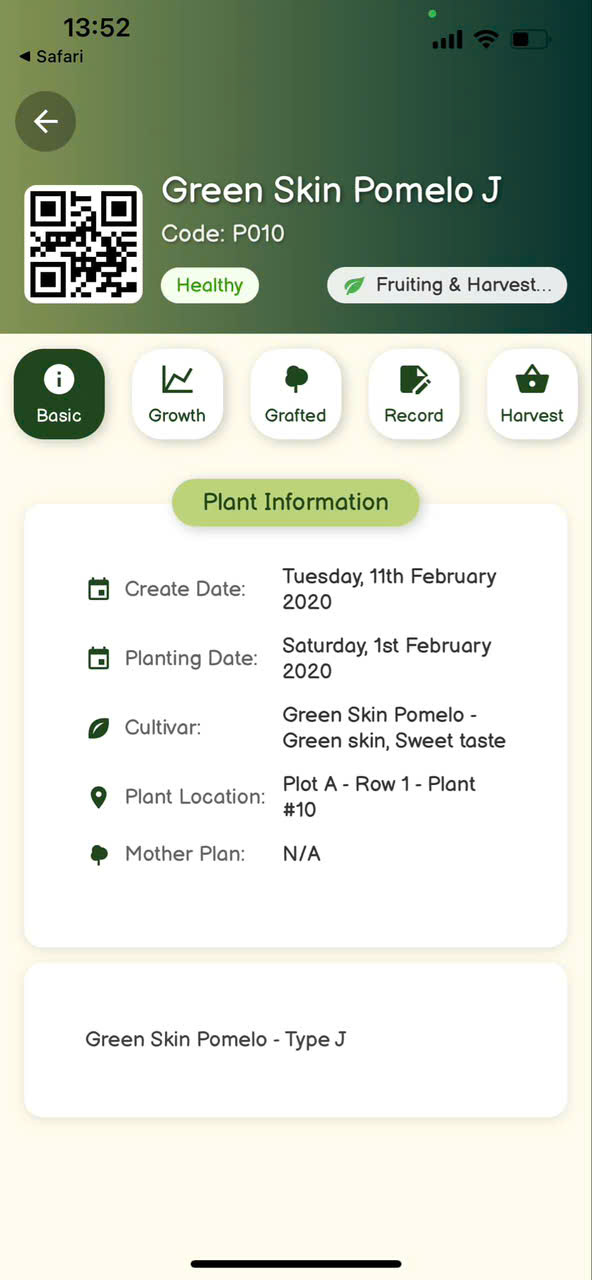 13:52
◀ Safari
Green Skin Pomelo J
Code: P010
Healthy
Fruiting & Harvest...
Basic
Growth
Grafted
Record
Harvest
Plant Information
Create Date:
Tuesday, 11th February
2020
Planting Date:
Saturday, 1st February
2020
Cultivar:
Green Skin Pomelo -
Green skin, Sweet taste
Plant Location:
Plot A - Row 1 - Plant
#10
Mother Plan:
N/A
Green Skin Pomelo - Type J